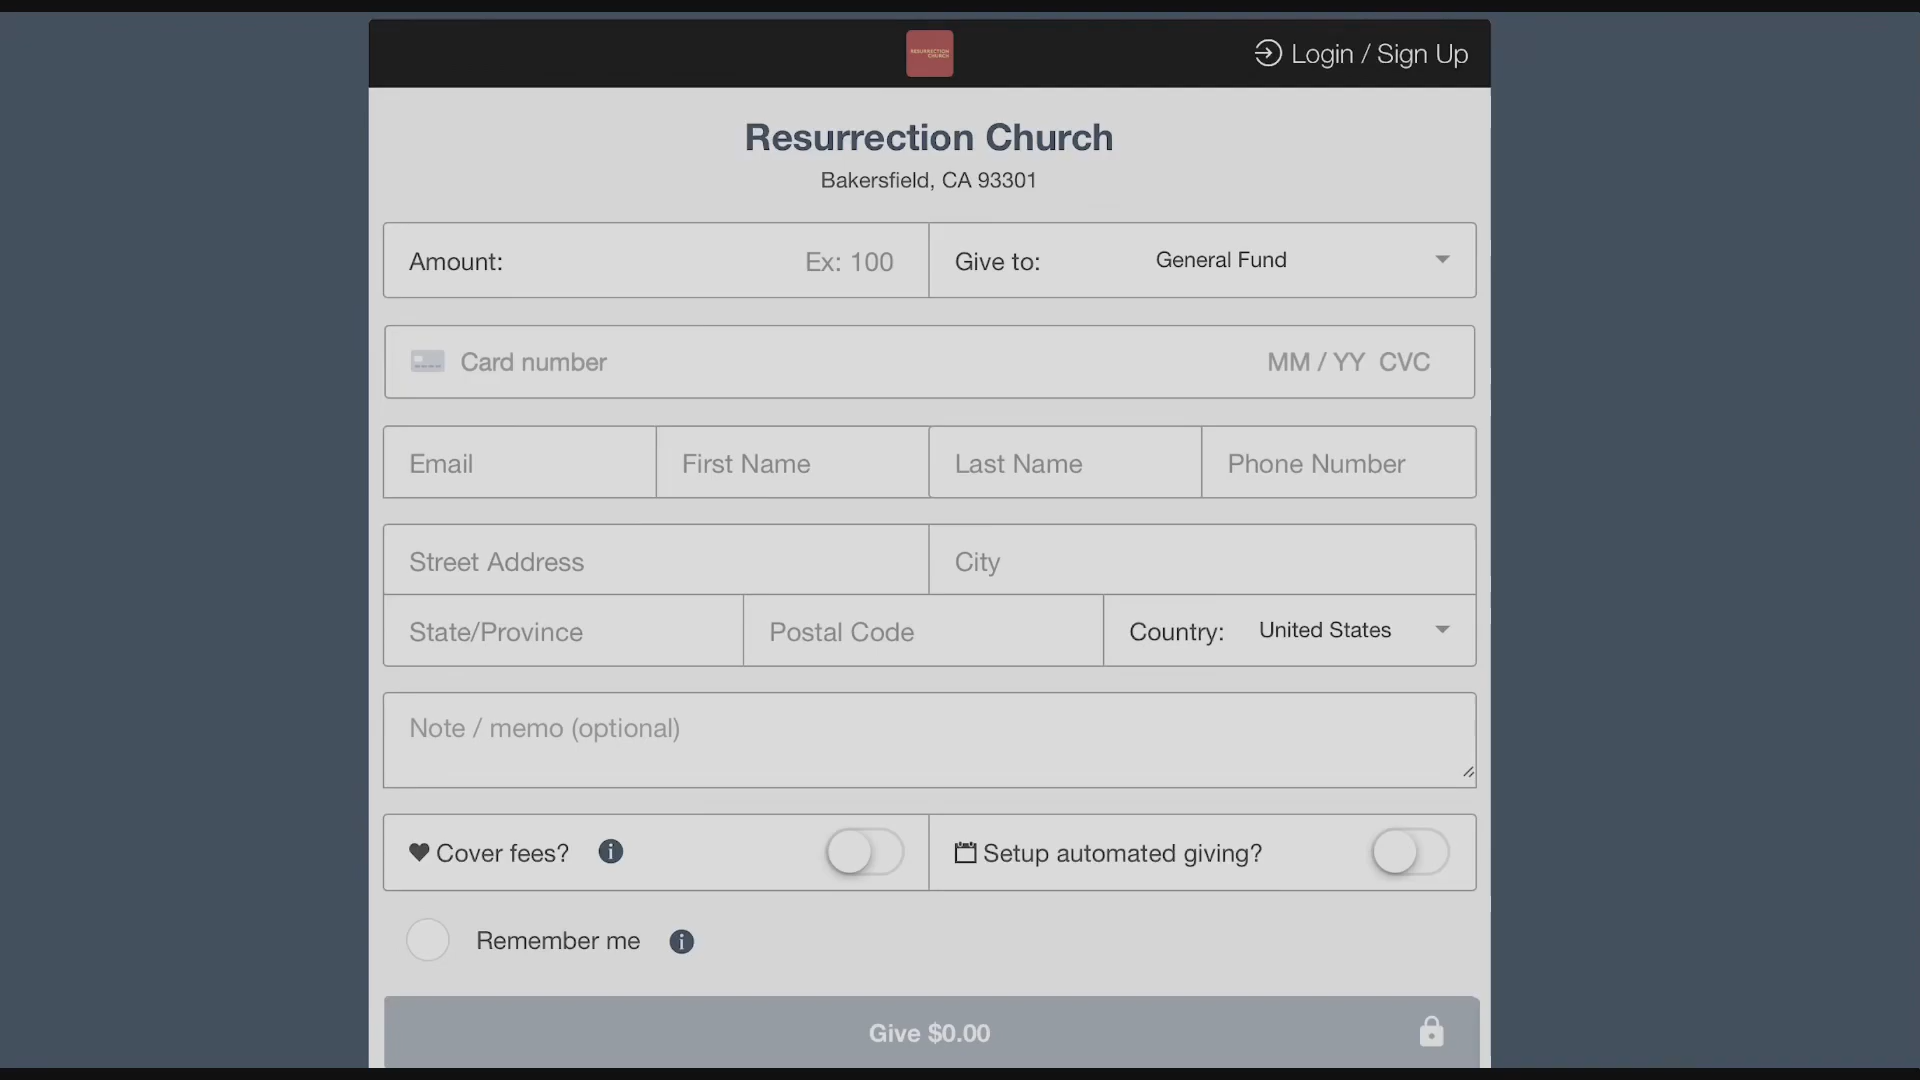 RESURRECTION
CHURCH
Login / Sign Up
Resurrection Church
Bakersfield, CA 93301
Amount: Ex: 100 Give to: General Fund
Card number MM / YY CVC
Email First Name Last Name Phone Number
Street Address City
State/Province Postal Code Country: United States
Note / memo (optional)
Cover fees? Setup automated giving?
Remember me
Give $0.00